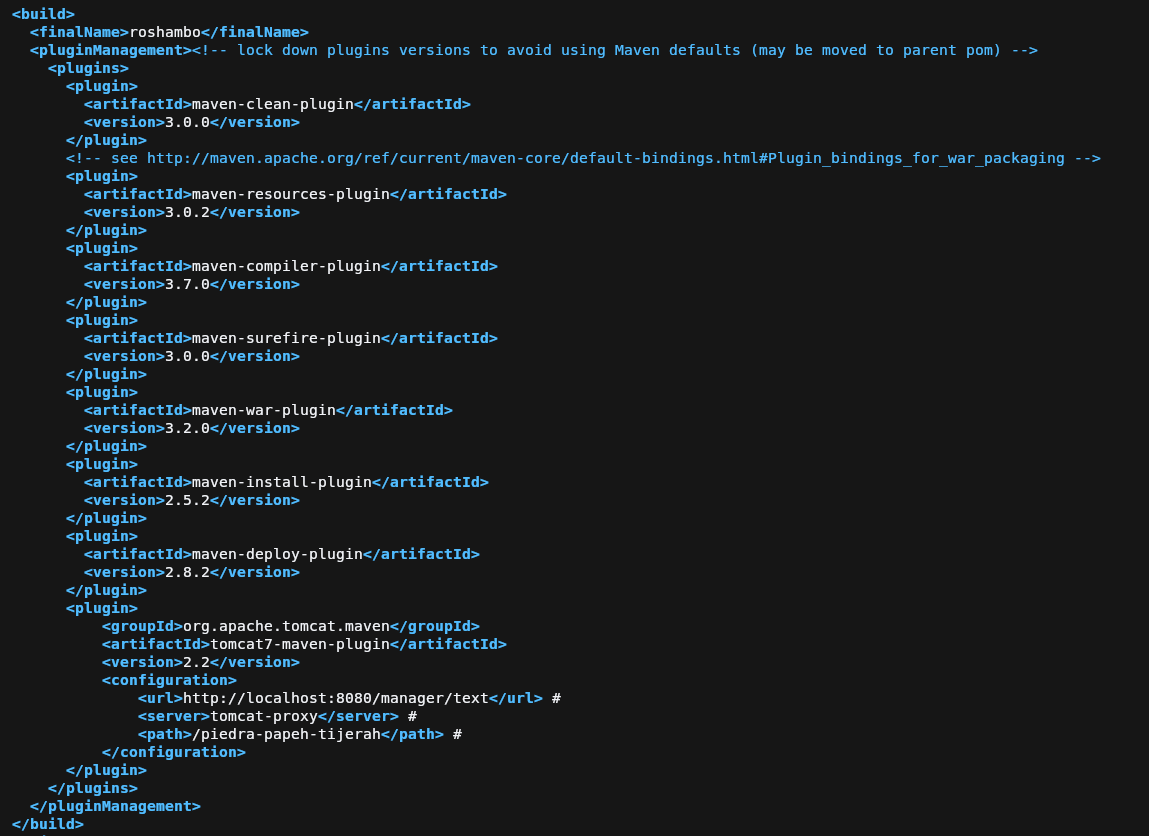 <build>
  <finalName>roshambo</finalName>
  <pluginManagement><!-- lock down plugins versions to avoid using Maven defaults (may be moved to parent pom) -->
    <plugins>
      <plugin>
        <artifactId>maven-clean-plugin</artifactId>
        <version>3.0.0</version>
      </plugin>
      <!-- see http://maven.apache.org/ref/current/maven-core/default-bindings.html#Plugin_bindings_for_war_packaging -->
      <plugin>
        <artifactId>maven-resources-plugin</artifactId>
        <version>3.0.2</version>
      </plugin>
      <plugin>
        <artifactId>maven-compiler-plugin</artifactId>
        <version>3.7.0</version>
      </plugin>
      <plugin>
        <artifactId>maven-surefire-plugin</artifactId>
        <version>3.0.0</version>
      </plugin>
      <plugin>
        <artifactId>maven-war-plugin</artifactId>
        <version>3.2.0</version>
      </plugin>
      <plugin>
        <artifactId>maven-install-plugin</artifactId>
        <version>2.5.2</version>
      </plugin>
      <plugin>
        <artifactId>maven-deploy-plugin</artifactId>
        <version>2.8.2</version>
      </plugin>
      <plugin>
          <groupId>org.apache.tomcat.maven</groupId>
          <artifactId>tomcat7-maven-plugin</artifactId>
          <version>2.2</version>
          <configuration>
              <url>http://localhost:8080/manager/text</url> #
              <server>tomcat-proxy</server> #
              <path>/piedra-papeh-tijerah</path> #
          </configuration>
      </plugin>
    </plugins>
  </pluginManagement>
</build>